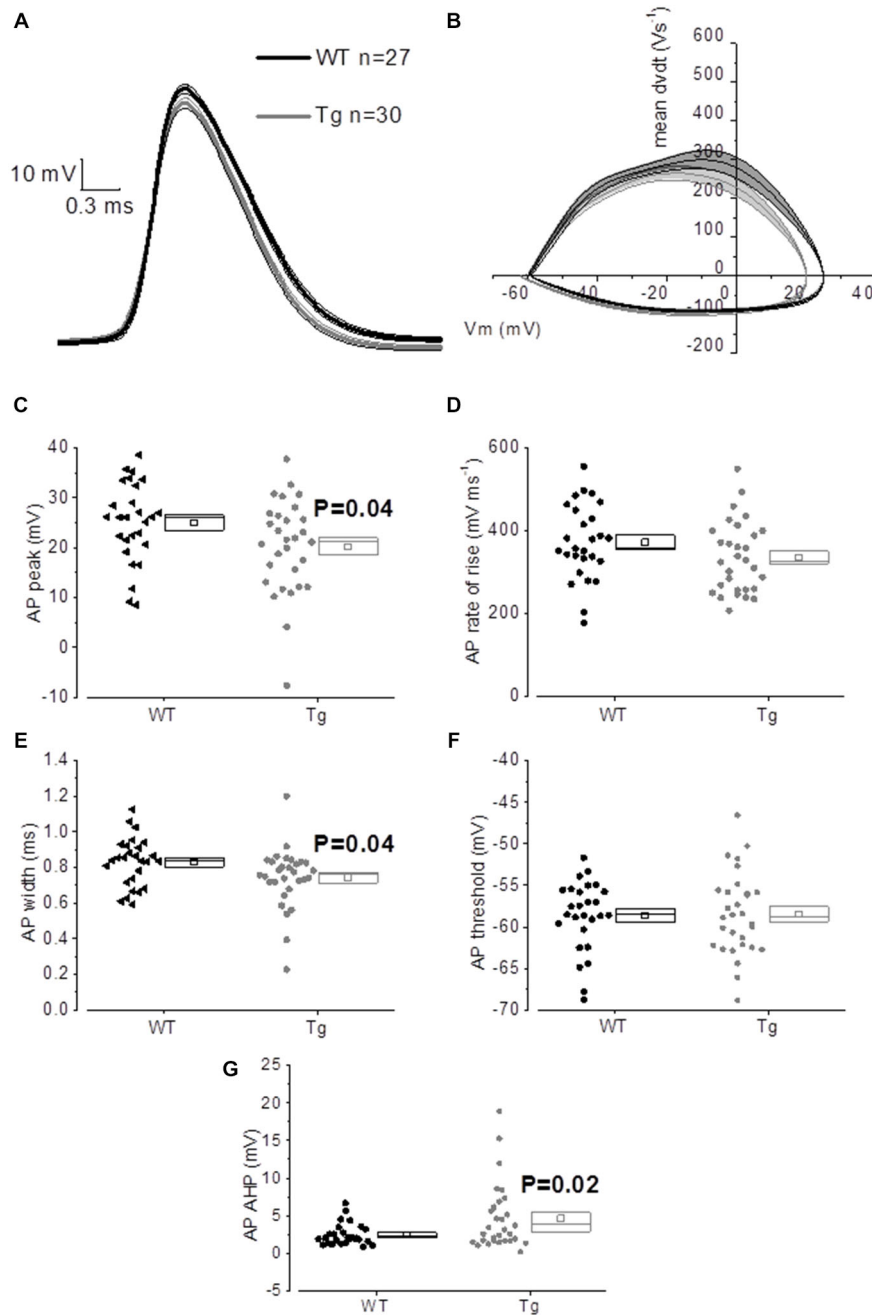 A
WT n=27
Tg n=30
10 mV
0.3 ms
B
mean dvdt (Vs-1)
600
500
400
300
200
100
0
-60 -40 -20 0 20 40
Vm (mV)
-100
-200
C
AP peak (mV)
40
30
20
10
0
-10
P=0.04
WT Tg
D
AP rate of rise (mV ms-1)
600
400
200
0
WT Tg
E
AP width (ms)
1.4
1.2
1.0
0.8
0.6
0.4
0.2
0.0
P=0.04
WT Tg
F
AP threshold (mV)
-40
-45
-50
-55
-60
-65
-70
WT Tg
G
AP AHP (mV)
25
20
15
10
5
0
-5
P=0.02
WT Tg